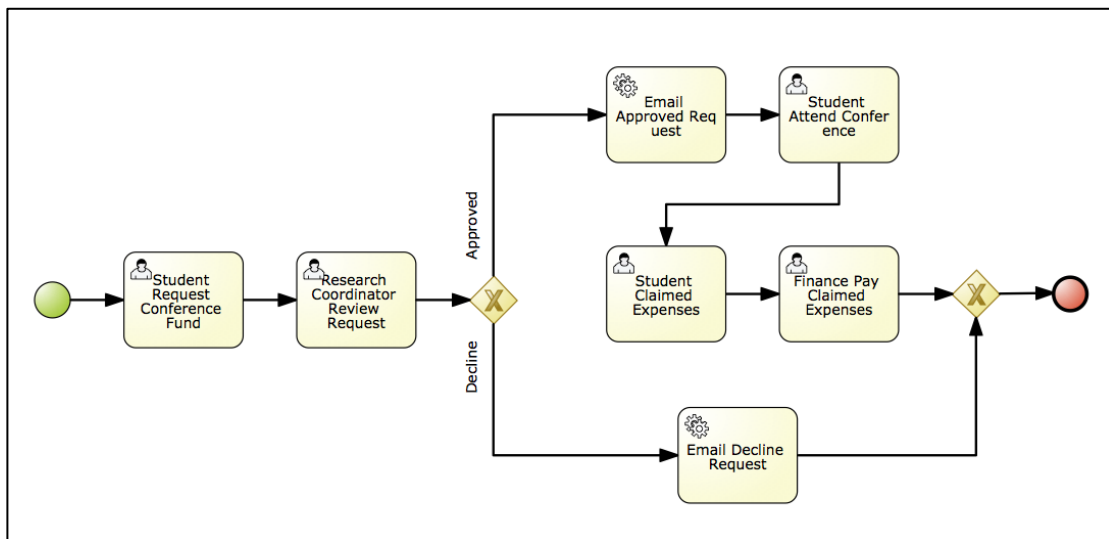 Student
Request
Conference
Fund
Research
Coordinator
Review
Request
Approved
Decline
Email
Approved Req
uest
Student
Attend Confer
ence
Student
Claimed
Expenses
Finance Pay
Claimed
Expenses
Email Decline
Request